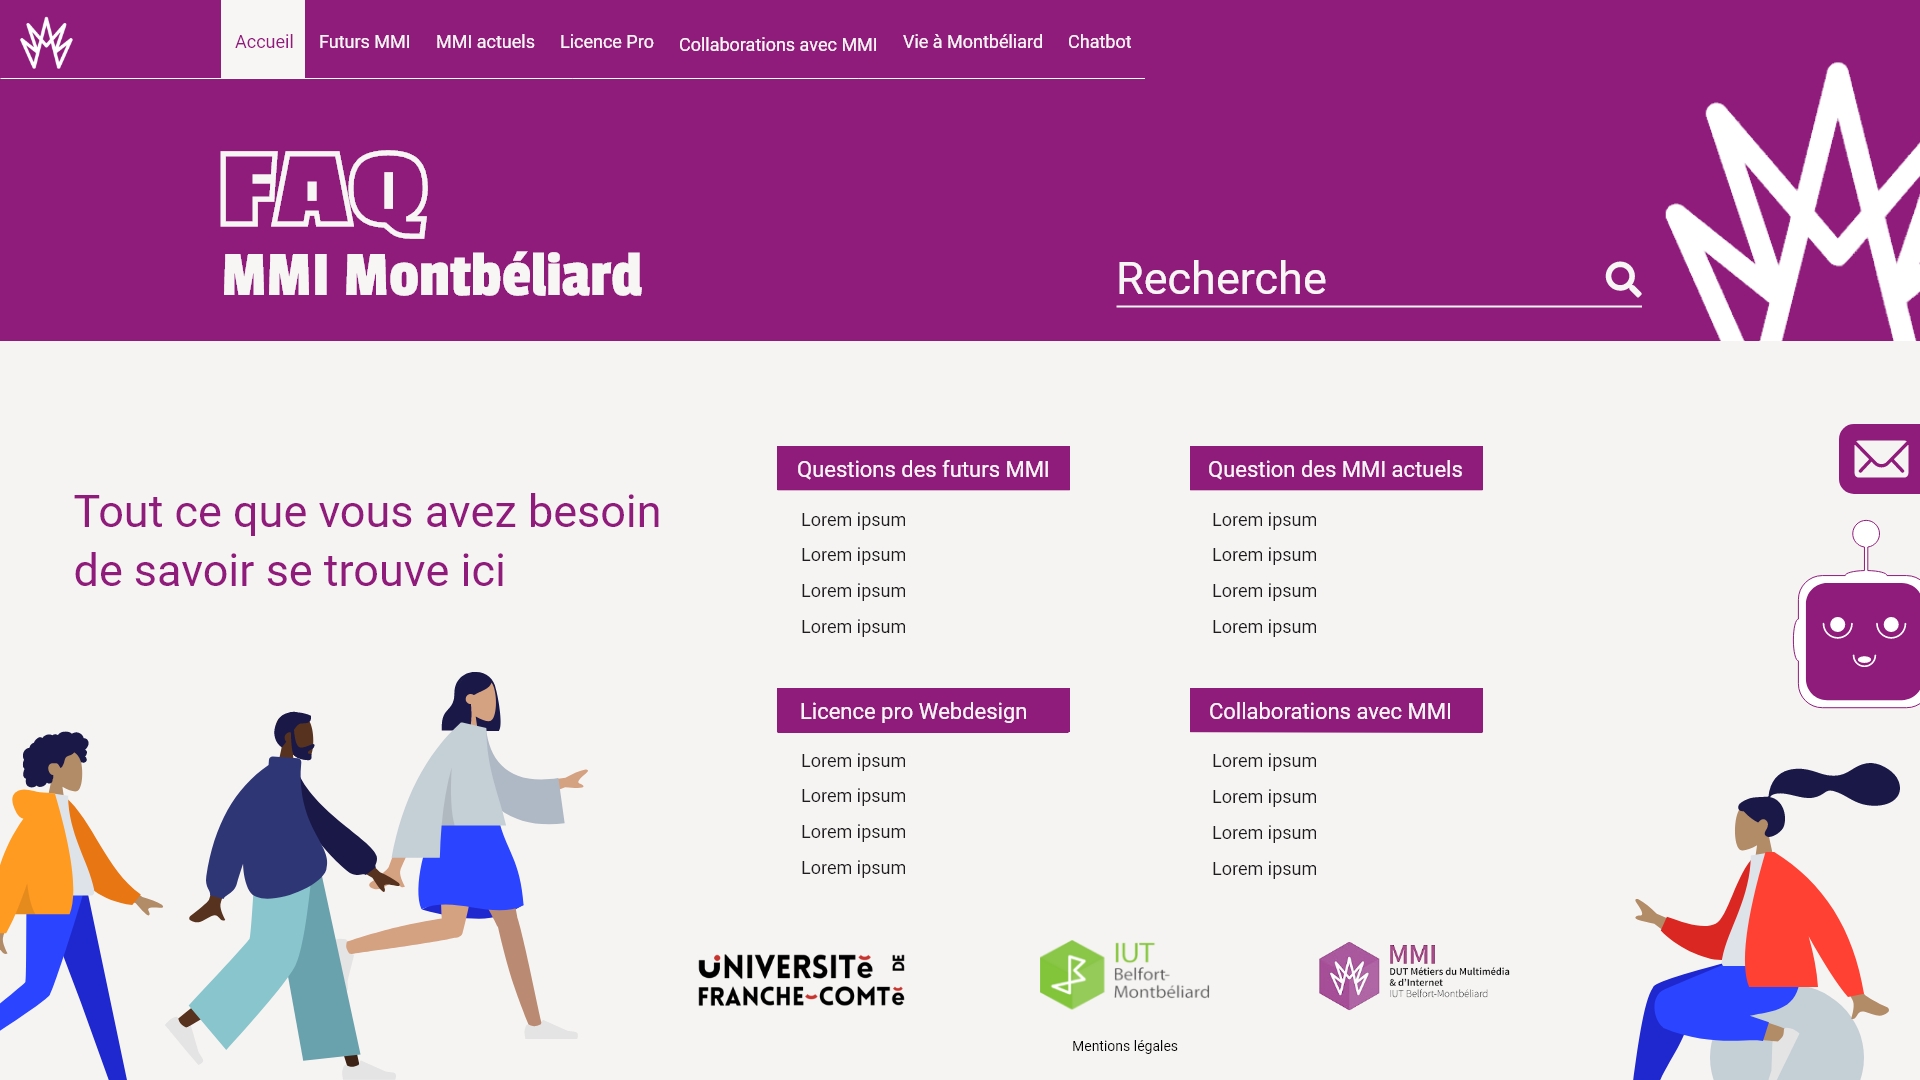 Accueil
Futurs MMI
MMI actuels
Licence Pro
Collaborations avec MMI
Vie à Montbéliard
Chatbot
FAQ
MMI Montbéliard
Recherche
Tout ce que vous avez besoin
de savoir se trouve ici
Questions des futurs MMI
Lorem ipsum
Lorem ipsum
Lorem ipsum
Lorem ipsum
Question des MMI actuels
Lorem ipsum
Lorem ipsum
Lorem ipsum
Lorem ipsum
Licence pro Webdesign
Lorem ipsum
Lorem ipsum
Lorem ipsum
Lorem ipsum
Collaborations avec MMI
Lorem ipsum
Lorem ipsum
Lorem ipsum
Lorem ipsum
UNIVERSITĕ DE
FRANCHE-COMTĕ
IUT
Belfort-
Montbéliard
MMI
DUT Métiers du Multimédia
& d'Internet
IUT Belfort-Montbéliard
Mentions légales